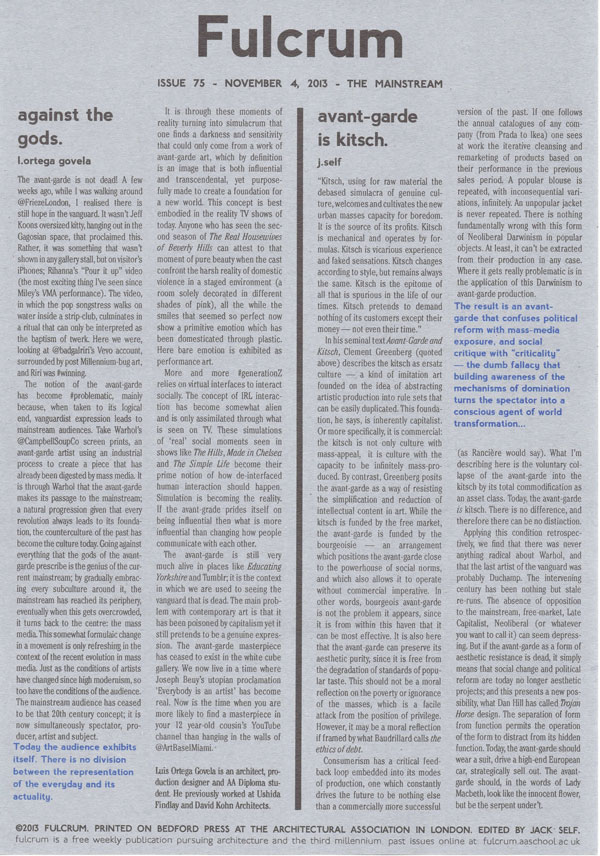 Fulcrum
ISSUE 75 - NOVEMBER 4, 2013 - THE MAINSTREAM
against the
gods.
l.ortega govela
The avant-garde is not dead! A few
weeks ago, while I was walking around
@FriezeLondon, I realised there is
still hope in the vanguard. It wasn't Jeff
Koons oversized kitty, hanging out in the
Gagosian space, that proclaimed this.
Rather, it was something that wasn't
shown in any gallery stall, but on visitor's
iPhones; Rihanna's "Pour it up" video
(the most exciting thing I've seen since
Miley's VMA performance). The video,
in which the pop songstress walks on
water inside a strip-club, culminates in
a ritual that can only be interpreted as
the baptism of twerk. Here we were,
looking at @badgalriri's Vevo account,
surrounded by post Millennium-bug art,
and Riri was #winning.
The notion of the avant-garde
has become #problematic, mainly
because, when taken to its logical
end, vanguardist expression leads to
mainstream audiences. Take Warhol's
@CampbellSoupCo screen prints, an
avant-garde artist using an industrial
process to create a piece that has
already been digested by mass media. It
is through Warhol that the avant-garde
makes its passage to the mainstream;
a natural progression given that every
revolution always leads to its founda-
tion, the counterculture of the past has
become the culture today. Going against
everything that the gods of the avant-
garde prescribe is the genius of the cur-
rent mainstream; by gradually embrac-
ing every subculture around it, the
mainstream has reached its periphery,
eventually when this gets overcrowded,
it turns back to the centre: the mass
media. This somewhat formulaic change
in a movement is only refreshing in the
context of the recent evolution in mass
media. Just as the conditions of artists
have changed since high modernism, so
too have the conditions of the audience.
The mainstream audience has ceased
to be that 20th century concept; it is
now simultaneously spectator, pro-
ducer, artist and subject.
Today the audience exhibits
itself. There is no division
between the representation
of the everyday and its
actuality.
It is through these moments of
reality turning into simulacrum that
one finds a darkness and sensitivity
that could only come from a work of
avant-garde art, which by definition
is an image that is both influential
and transcendental, yet purpose-
fully made to create a foundation for
a new world. This concept is best
embodied in the reality TV shows of
today. Anyone who has seen the sec-
ond season of The Real Housewives
of Beverly Hills can attest to that
moment of pure beauty when the cast
confront the harsh reality of domestic
violence in a staged environment (a
room solely decorated in different
shades of pink), all the while the
smiles that seemed so perfect now
show a primitive emotion which has
been domesticated through plastic.
Here bare emotion is exhibited as
performance art.
More and more #generationZ
relies on virtual interfaces to interact
socially. The concept of IRL interac-
tion has become somewhat alien
and is only assimilated through what
is seen on TV. These simulations
of 'real' social moments seen in
shows like The Hills, Made in Chelsea
and The Simple Life become their
prime notion of how de-interfaced
human interaction should happen.
Simulation is becoming the reality.
If the avant-grade prides itself on
being influential then what is more
influential than changing how people
communicate with each other.
The avant-garde is still very
much alive in places like Educating
Yorkshire and Tumblr; it is the context
in which we are used to seeing the
vanguard that is dead. The main prob-
lem with contemporary art is that it
has been poisoned by capitalism yet it
still pretends to be a genuine expres-
sion. The avant-garde masterpiece
has ceased to exist in the white cube
gallery. We now live in a time where
Joseph Beuy's utopian proclamation
'Everybody is an artist' has become
real. Now is the time when you are
more likely to find a masterpiece in
your 12 year-old cousin's YouTube
channel than hanging in the walls of
@ArtBaselMiami.
Luis Ortega Govela is an architect, pro-
duction designer and AA Diploma stu-
dent. He previously worked at Ushida
Findlay and David Kohn Architects.
avant-garde
is kitsch.
j.self
"Kitsch, using for raw material the
debased simulacra of genuine cul-
ture, welcomes and cultivates the new
urban masses capacity for boredom.
It is the source of its profits. Kitsch
is mechanical and operates by for-
mulas. Kitsch is vicarious experience
and faked sensations. Kitsch changes
according to style, but remains always
the same. Kitsch is the epitome of
all that is spurious in the life of our
times. Kitsch pretends to demand
nothing of its customers except their
money — not even their time."
In his seminal text Avant-Garde and
Kitsch, Clement Greenberg (quoted
above) describes the kitsch as ersatz
culture — a kind of imitation art
founded on the idea of abstracting
artistic production into rule sets that
can be easily duplicated. This founda-
tion, he says, is inherently capitalist.
Or more specifically, it is commercial:
the kitsch is not only culture with
mass-appeal, it is culture with the
capacity to be infinitely mass-pro-
duced. By contrast, Greenberg posits
the avant-garde as a way of resisting
the simplification and reduction of
intellectual content in art. While the
kitsch is funded by the free market,
the avant-garde is funded by the
bourgeoisie — an arrangement
which positions the avant-garde close
to the powerhouse of social norms,
and which also allows it to operate
without commercial imperative. In
other words, bourgeois avant-garde
is not the problem it appears, since
it is from within this haven that it
can be most effective. It is also here
that the avant-garde can preserve its
aesthetic purity, since it is free from
the degradation of standards of popu-
lar taste. This should not be a moral
reflection on the poverty or ignorance
of the masses, which is a facile
attack from the position of privilege.
However, it may be a moral reflection
if framed by what Baudrillard calls the
ethics of debt.
Consumerism has a critical feed-
back loop embedded into its modes
of production, one which constantly
drives the future to be nothing else
than a commercially more successful
version of the past. If one follows
the annual catalogues of any com-
pany (from Prada to Ikea) one sees
at work the iterative cleansing and
remarketing of products based on
their performance in the previous
sales period. A popular blouse is
repeated, with inconsequential vari-
ations, infinitely. An unpopular jacket
is never repeated. There is nothing
fundamentally wrong with this form
of Neoliberal Darwinism in popular
objects. At least, it can't be extracted
from their production in any case.
Where it gets really problematic is in
the application of this Darwinism to
avant-garde production.
The result is an avant-
garde that confuses political
reform with mass-media
exposure, and social
critique with "criticality"
— the dumb fallacy that
building awareness of the
mechanisms of domination
turns the spectator into a
conscious agent of world
transformation...
(as Rancière would say). What I'm
describing here is the voluntary col-
lapse of the avant-garde into the
kitsch by its total commodification as
an asset class. Today, the avant-garde
is kitsch. There is no difference, and
therefore there can be no distinction.
Applying this condition retrospec-
tively, we find that there was never
anything radical about Warhol, and
that the last artist of the vanguard was
probably Duchamp. The intervening
century has been nothing but stale
re-runs. The absence of opposition
to the mainstream, free-market, Late
Capitalist, Neoliberal (or whatever
you want to call it) can seem depress-
ing. But if the avant-garde as a form of
aesthetic resistance is dead, it simply
means that social change and political
reform are today no longer aesthetic
projects; and this presents a new pos-
sibility, what Dan Hill has called Trojan
Horse design. The separation of form
from function permits the operation
of the form to distract from its hidden
function. Today, the avant-garde should
wear a suit, drive a high-end European
car, strategically sell out. The avant-
garde should, in the words of Lady
Macbeth, look like the innocent flower,
but be the serpent under't.
©2013 FULCRUM. PRINTED ON BEDFORD PRESS AT THE ARCHITECTURAL ASSOCIATION IN LONDON. EDITED BY JACK SELF.
fulcrum is a free weekly publication pursuing architecture and the third millennium. past issues online at: fulcrum.aaschool.ac.uk